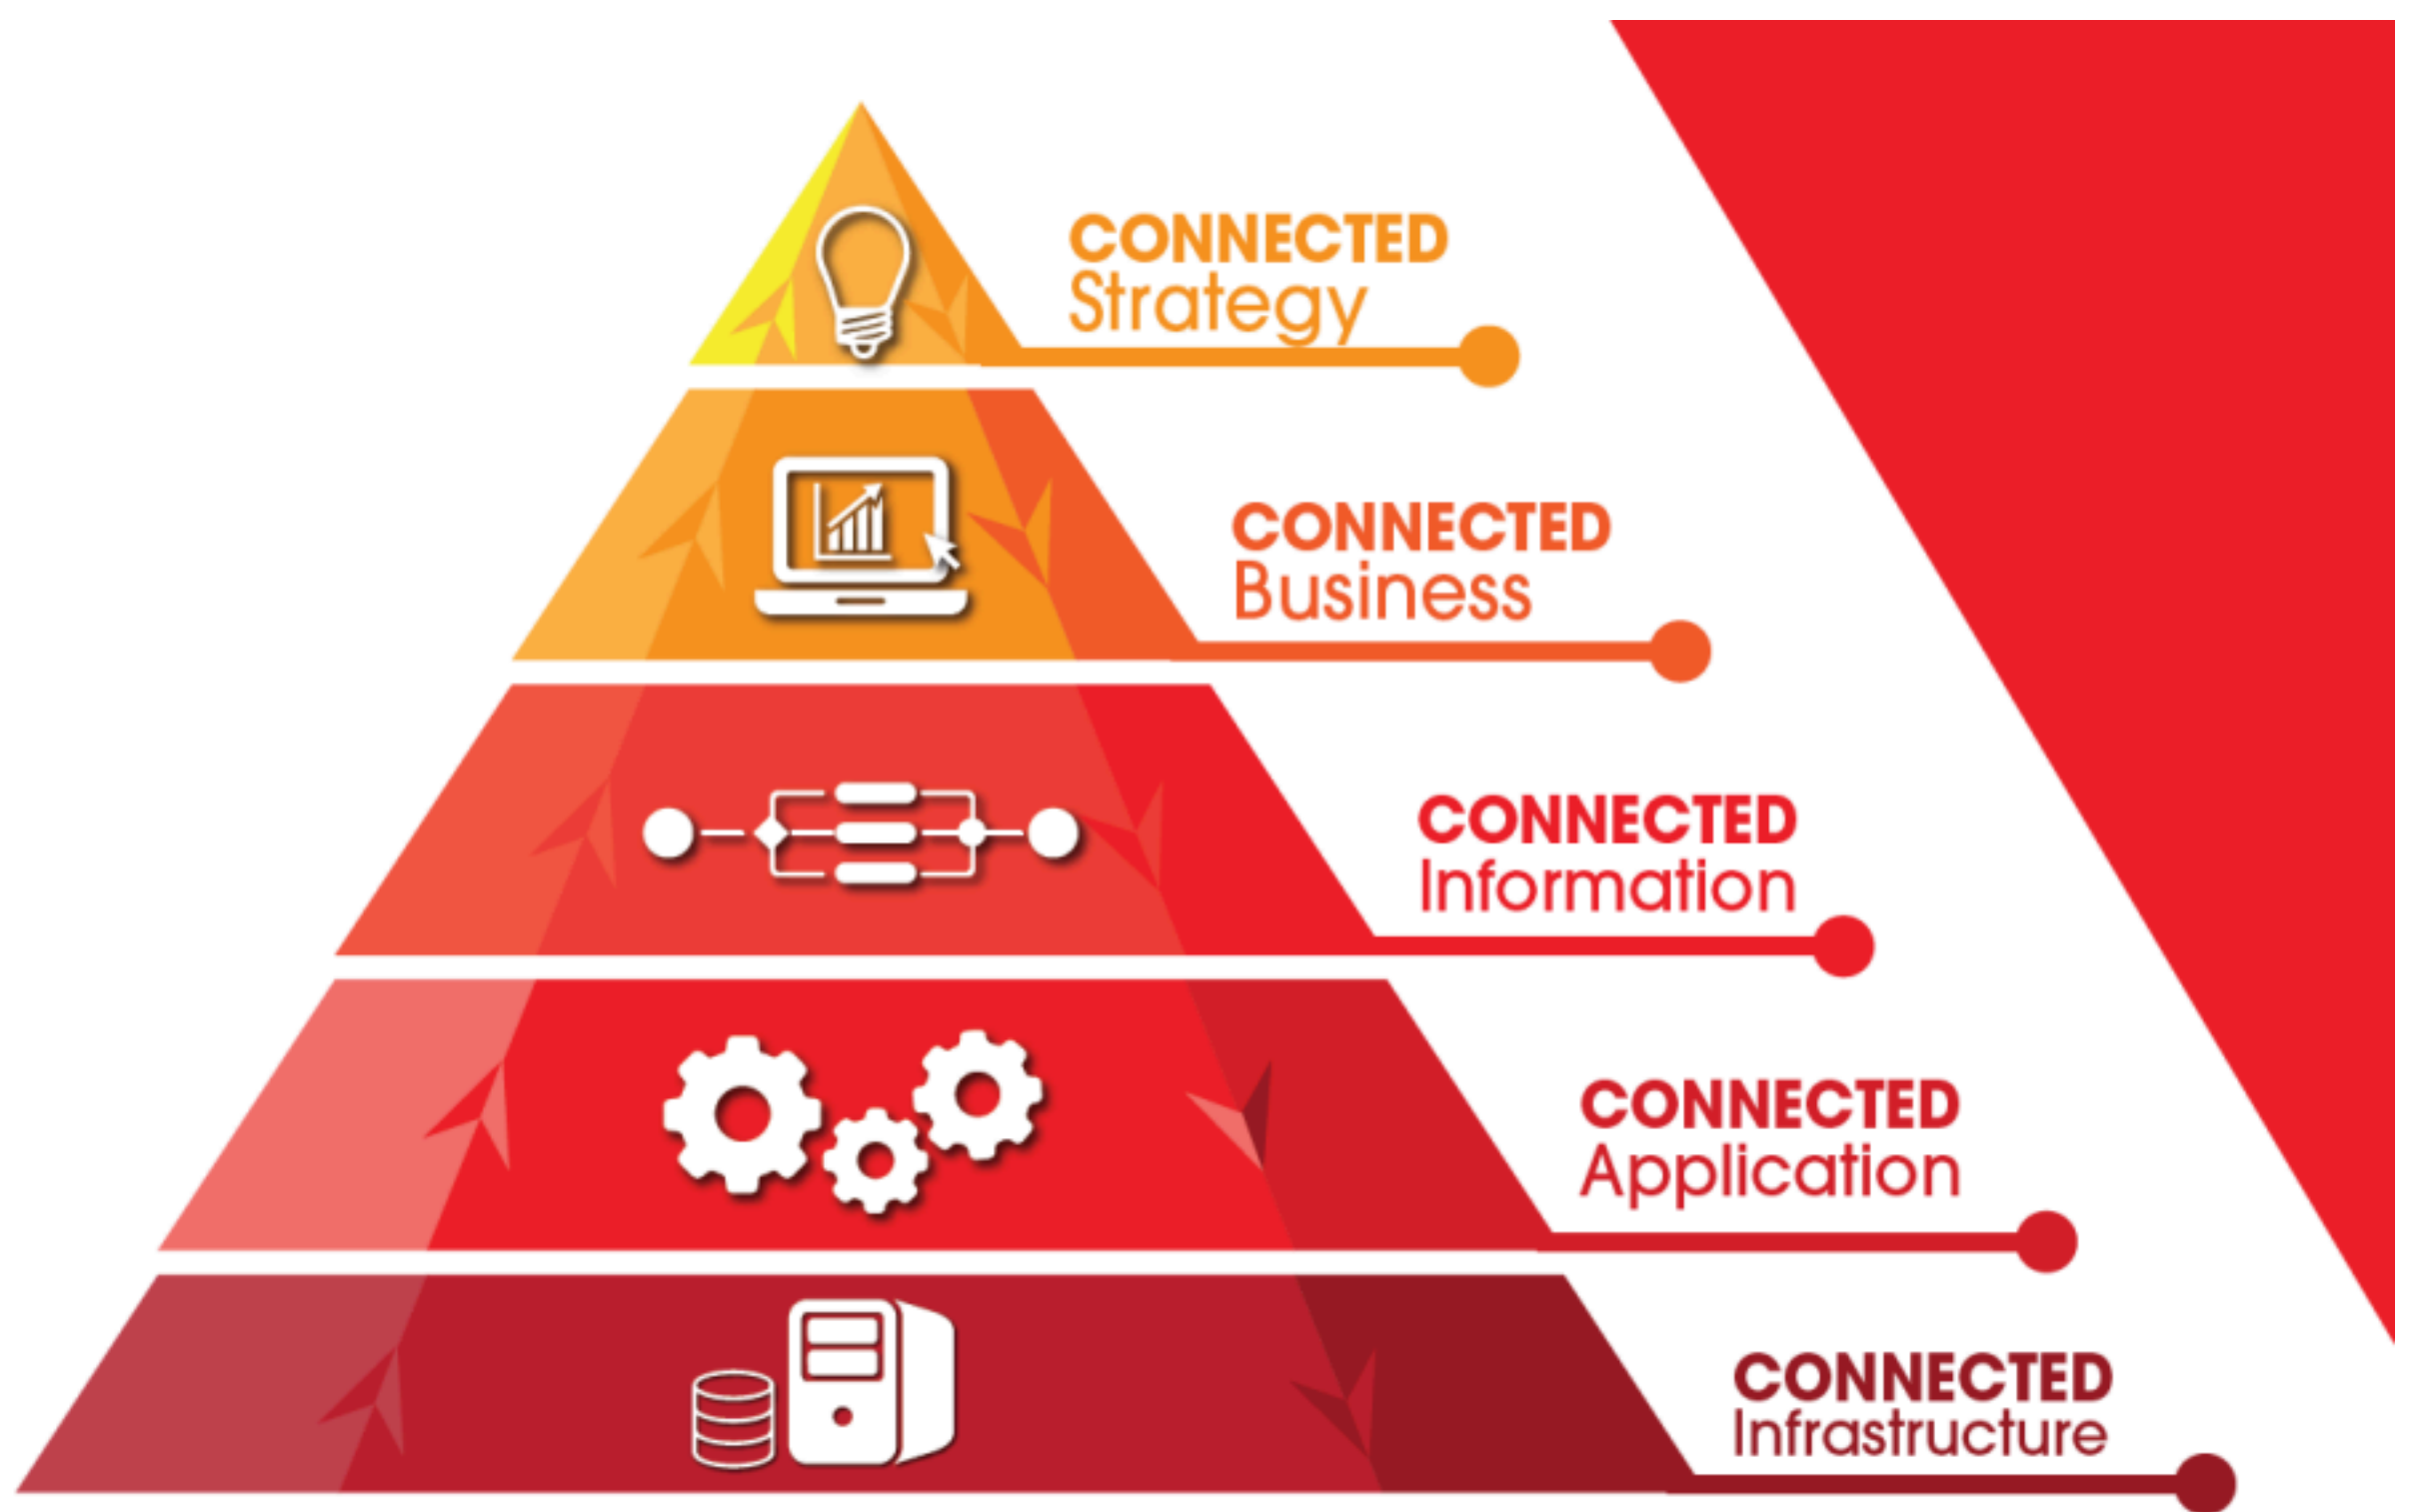 CONNECTED
Strategy
CONNECTED
Business
CONNECTED
Information
CONNECTED
Application
CONNECTED
Infrastructure